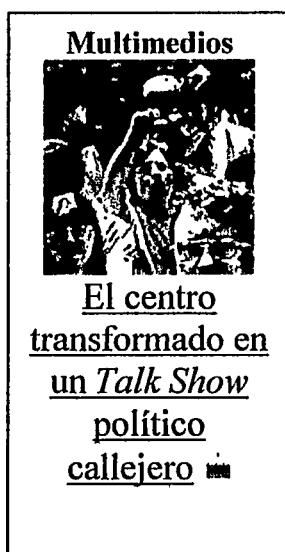 Multimedios
El centro
transformado en
un Talk Show
político
callejero